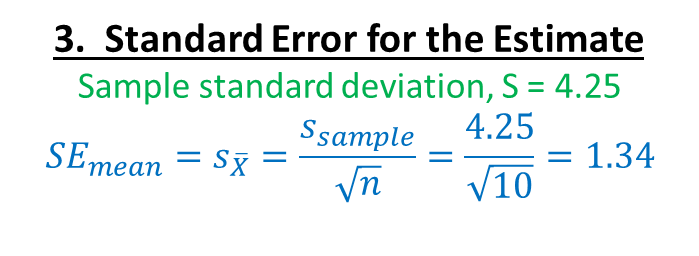 3. Standard Error for the Estimate
Sample standard deviation, S = 4.25
SE_mean = s_X̄ = s_sample / √n = 4.25 / √10 = 1.34